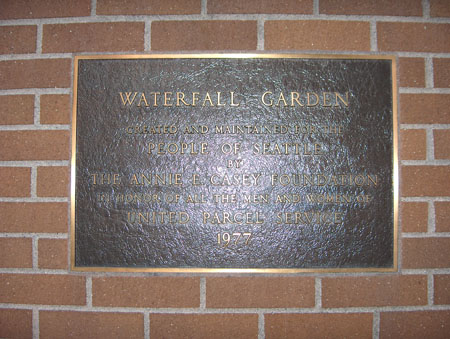 WATERFALL GARDEN
CREATED AND MAINTAINED FOR THE
PEOPLE OF SEATTLE
BY
THE ANNIE E. CASEY FOUNDATION
IN HONOR OF ALL THE MEN AND WOMEN OF
UNITED PARCEL SERVICE
1977